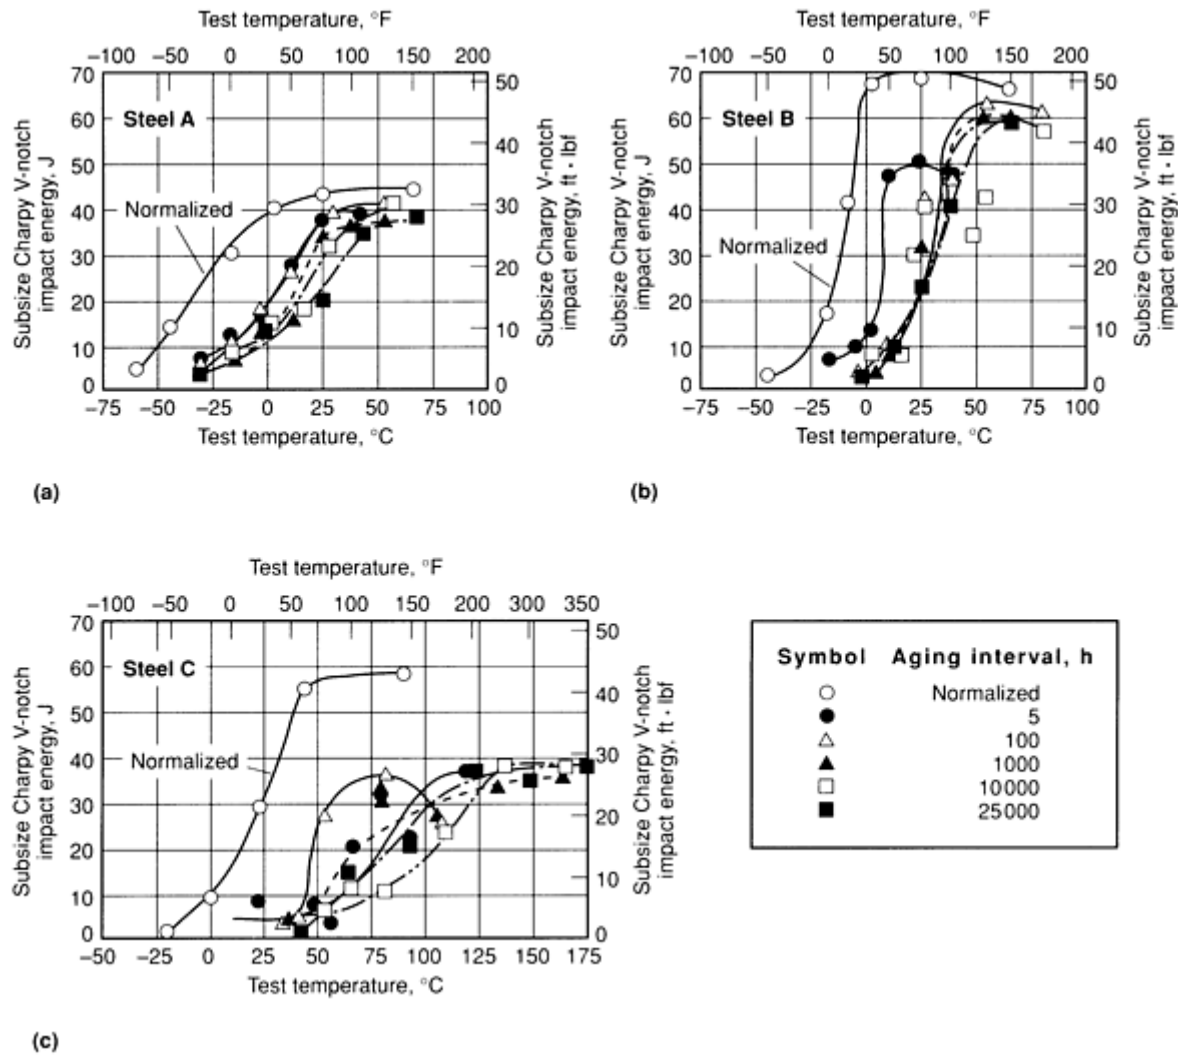 Test temperature, °F
−100 −50 0 50 100 150 200
70 60 50 40 30 20 10 0
Subsize Charpy V-notch
impact energy, J
Steel A
Normalized
50 40 30 20 10 0
Subsize Charpy V-notch
impact energy, ft · lbf
−75 −50 −25 0 25 50 75 100
Test temperature, °C
(a)
Test temperature, °F
−100 −50 0 50 100 150 200
70 60 50 40 30 20 10 0
Subsize Charpy V-notch
impact energy, J
Steel B
Normalized
50 40 30 20 10 0
Subsize Charpy V-notch
impact energy, ft · lbf
−75 −50 −25 0 25 50 75 100
Test temperature, °C
(b)
Test temperature, °F
−100 −50 0 50 100 150 200 300 350
70 60 50 40 30 20 10 0
Subsize Charpy V-notch
impact energy, J
Steel C
Normalized
50 40 30 20 10 0
Subsize Charpy V-notch
impact energy, ft · lbf
−50 −25 0 25 50 75 100 125 150 175
Test temperature, °C
(c)
Symbol Aging interval, h
Normalized
5
100
1000
10 000
25 000